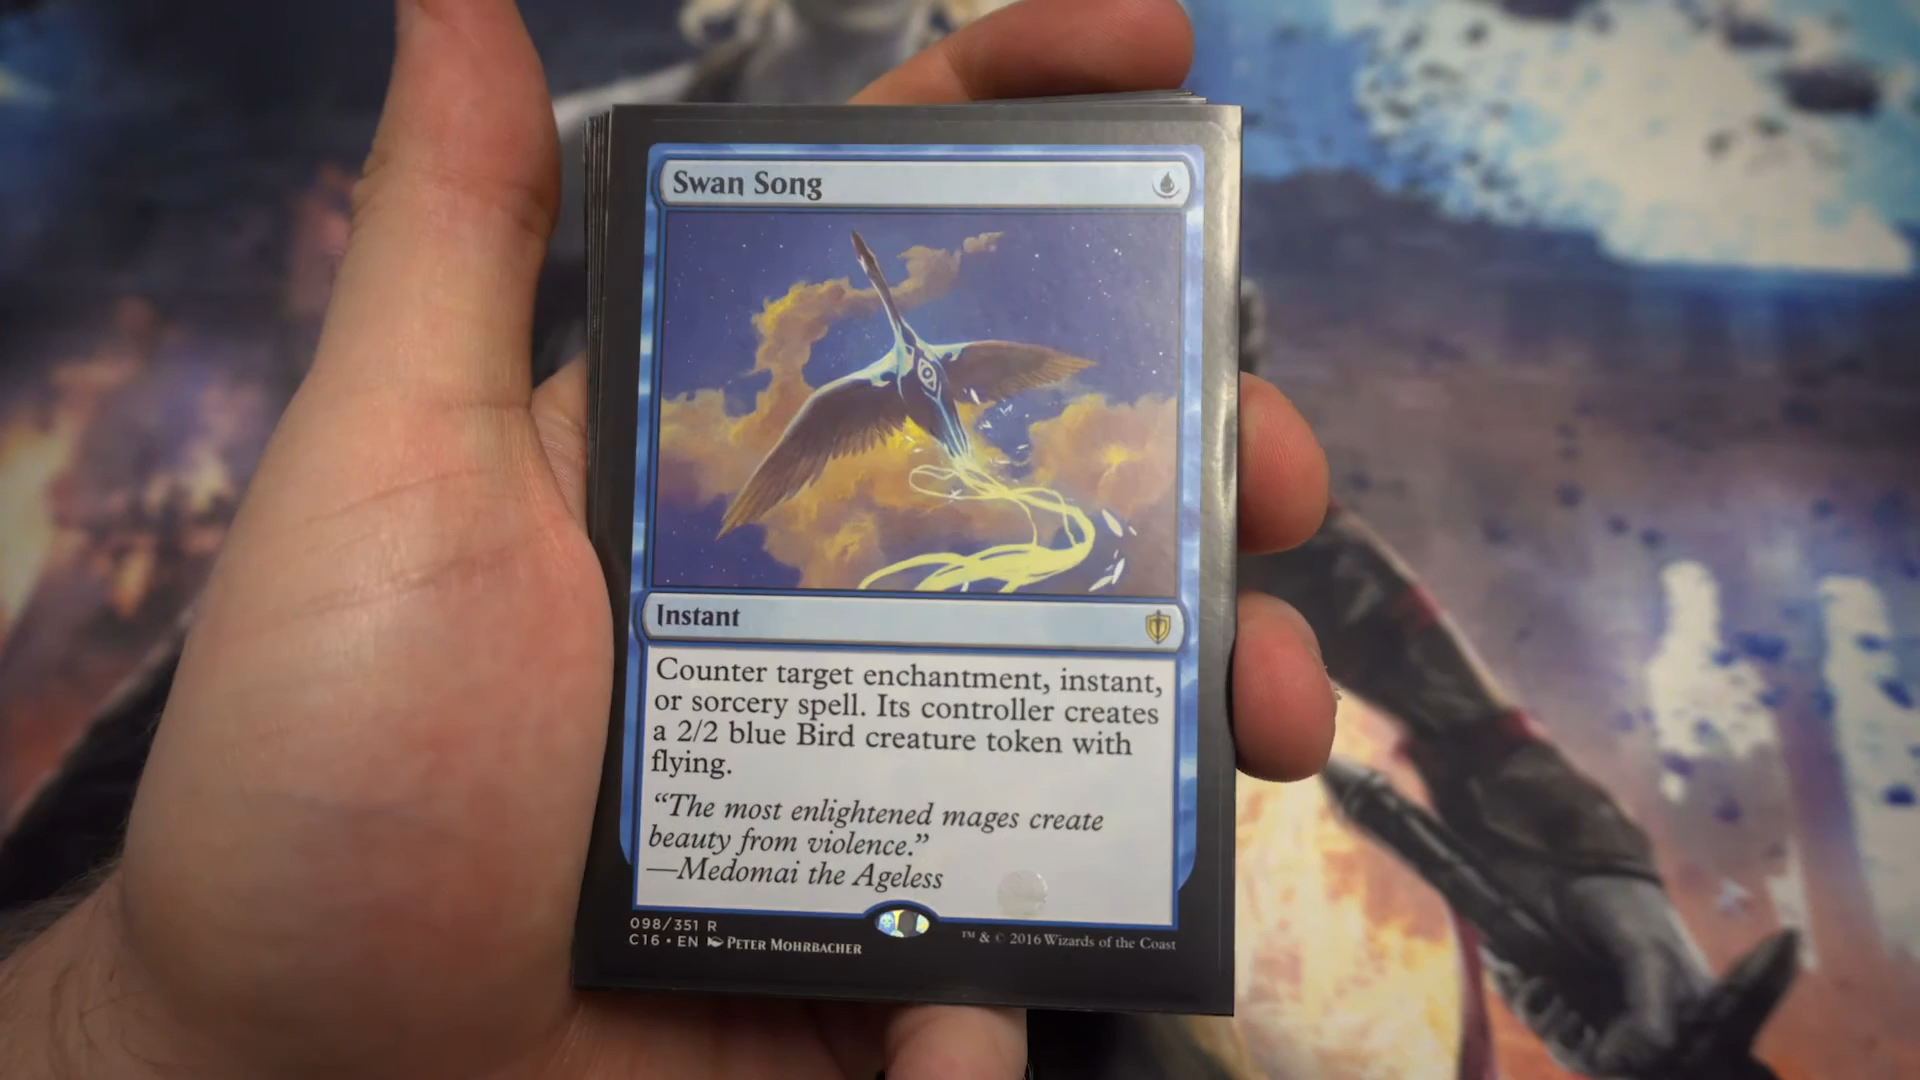 Swan Song
Instant
Counter target enchantment, instant,
or sorcery spell. Its controller creates
a 2/2 blue Bird creature token with
flying.
“The most enlightened mages create
beauty from violence.”
—Medomai the Ageless
098/351 R
C16 • EN PETER MOHRBACHER
™ & © 2016 Wizards of the Coast